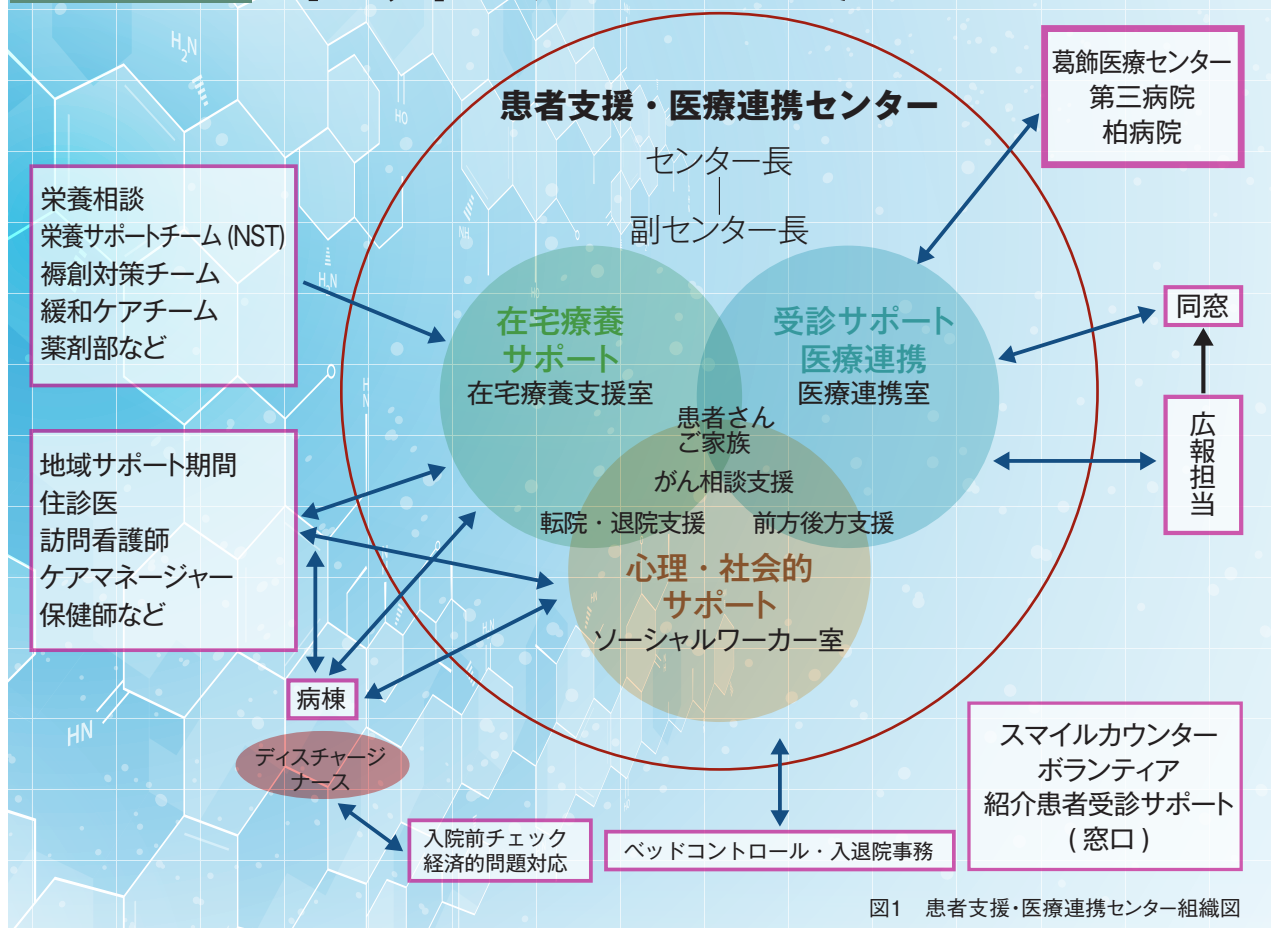 患者支援・医療連携センター
センター長
副センター長
葛飾医療センター
第三病院
柏病院
栄養相談
栄養サポートチーム(NST)
褥創対策チーム
緩和ケアチーム
薬剤部など
在宅療養
サポート
在宅療養支援室
受診サポート
医療連携
医療連携室
同窓
広報担当
患者さん
ご家族
がん相談支援
転院・退院支援
前方後方支援
心理・社会的
サポート
ソーシャルワーカー室
地域サポート期間
往診医
訪問看護師
ケアマネージャー
保健師など
病棟
ディスチャージ
ナース
入院前チェック
経済的問題対応
ベッドコントロール・入退院事務
スマイルカウンター
ボランティア
紹介患者受診サポート
(窓口)
図1 患者支援・医療連携センター組織図
H2N
HO
NH
H2N
HN
HN
O